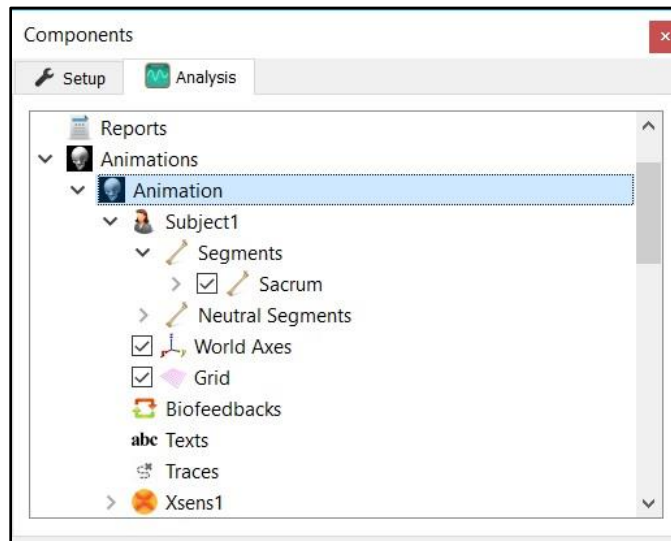 Components
Setup
Analysis
Reports
Animations
Animation
Subject1
Segments
Sacrum
Neutral Segments
World Axes
Grid
Biofeedbacks
abc Texts
Traces
Xsens1